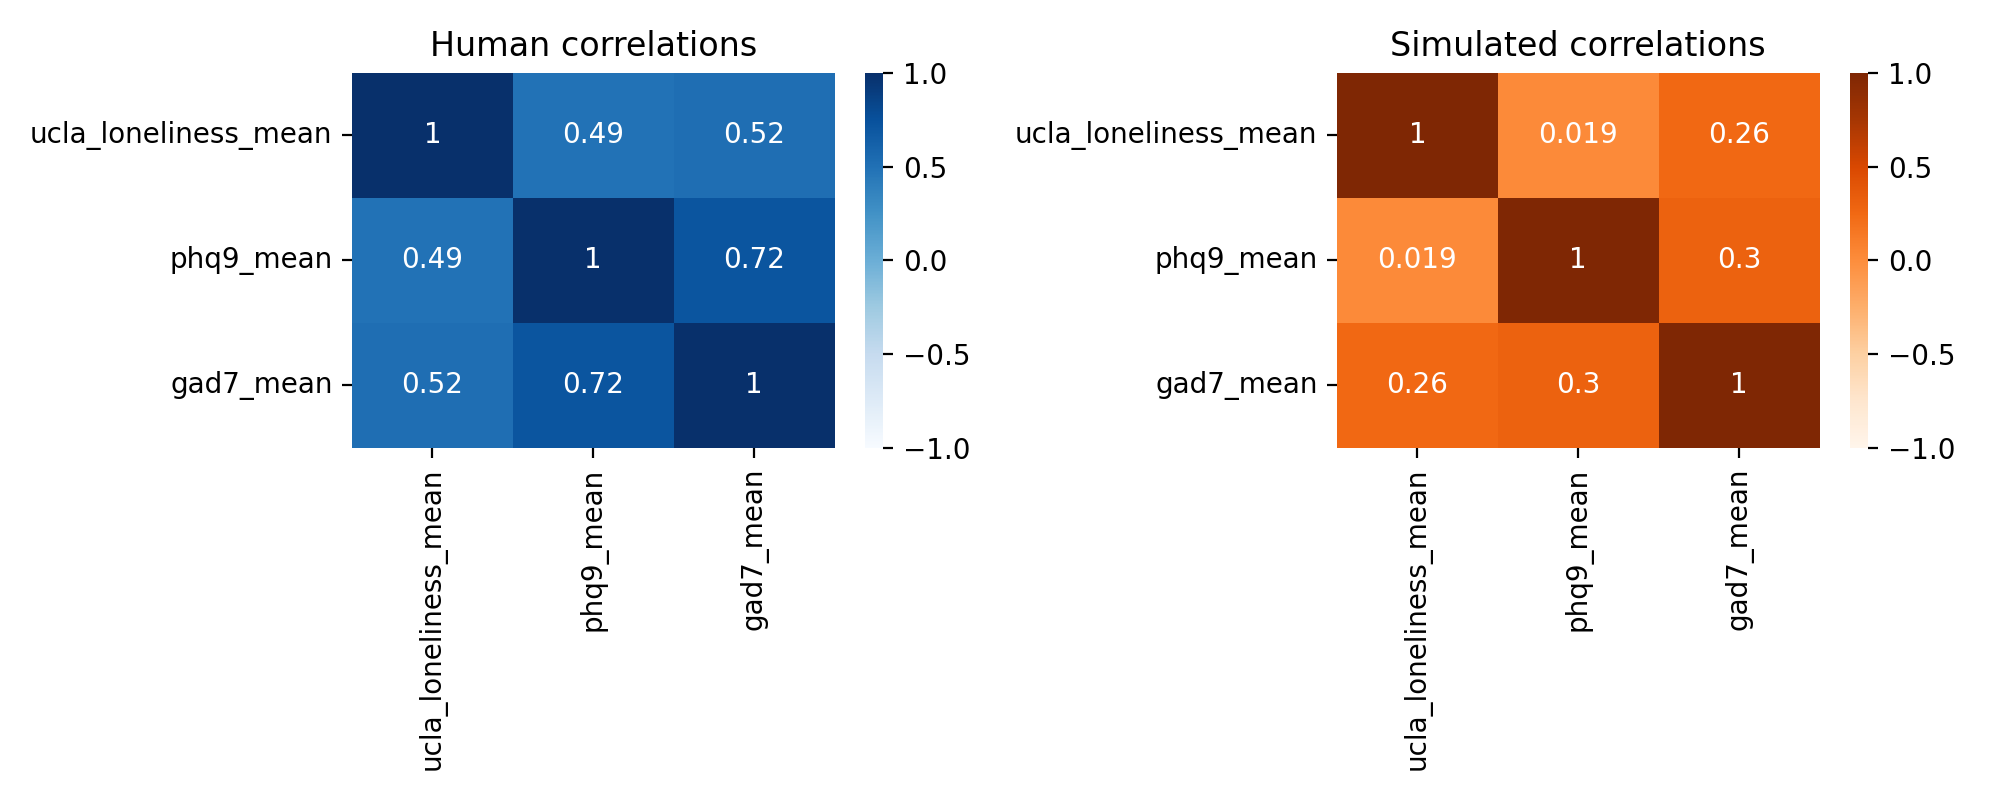 Human correlations
ucla_loneliness_mean 1 0.49 0.52
phq9_mean 0.49 1 0.72
gad7_mean 0.52 0.72 1
ucla_loneliness_mean
phq9_mean
gad7_mean
1.0
0.5
0.0
−0.5
−1.0
Simulated correlations
ucla_loneliness_mean 1 0.019 0.26
phq9_mean 0.019 1 0.3
gad7_mean 0.26 0.3 1
ucla_loneliness_mean
phq9_mean
gad7_mean
1.0
0.5
0.0
−0.5
−1.0